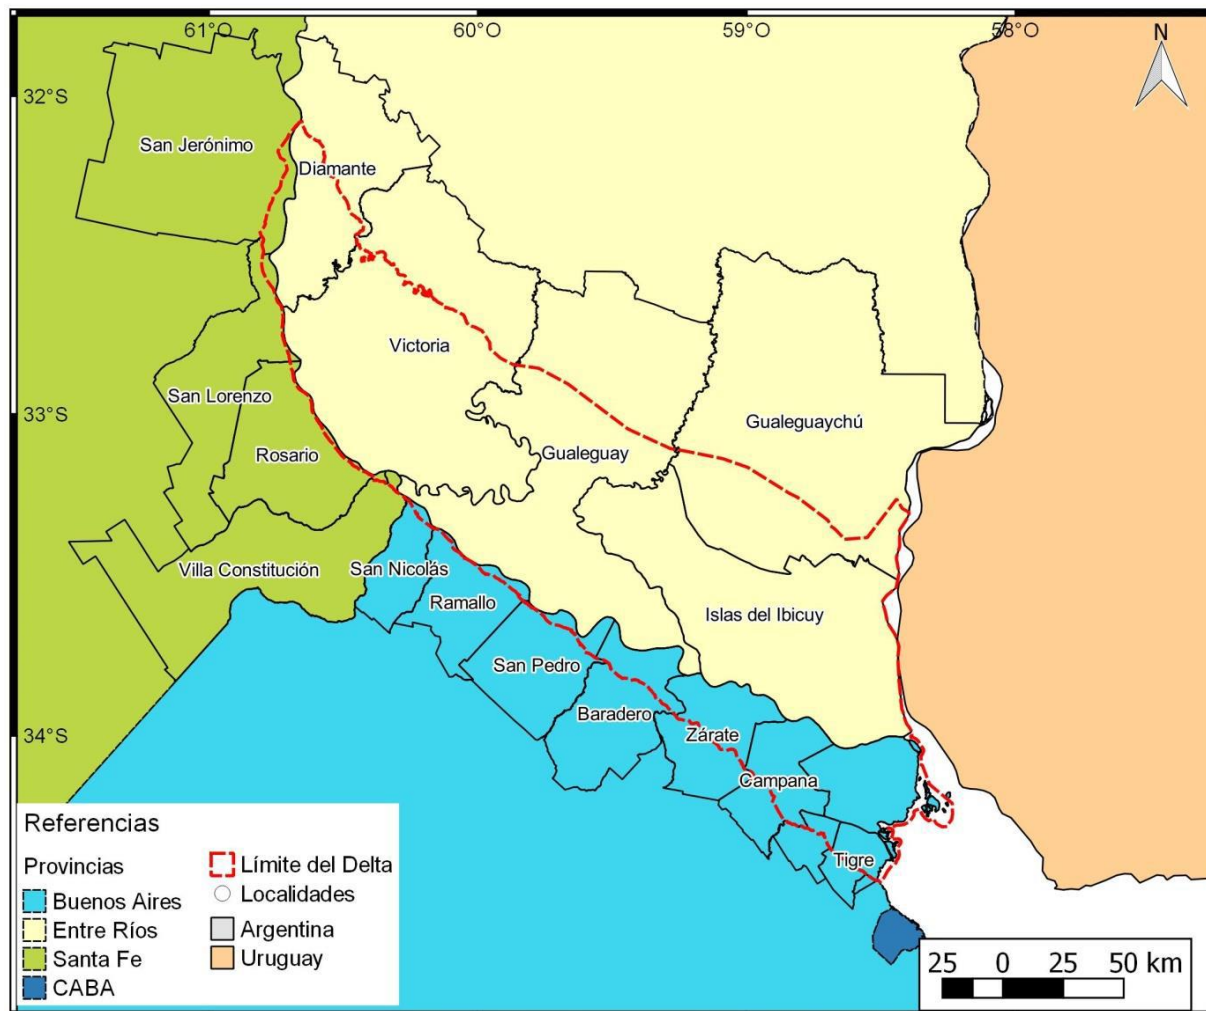 61°O 60°O 59°O 58°O
N
32°S
San Jerónimo
Diamante
Victoria
San Lorenzo
33°S
Gualeguaychú
Rosario
Gualeguay
Villa Constitución
San Nicolás
Ramallo
Islas del Ibicuy
San Pedro
Baradero
34°S
Zárate
Campana
Tigre
Referencias
Provincias
Buenos Aires
Entre Ríos
Santa Fe
CABA
Límite del Delta
Localidades
Argentina
Uruguay
25 0 25 50 km